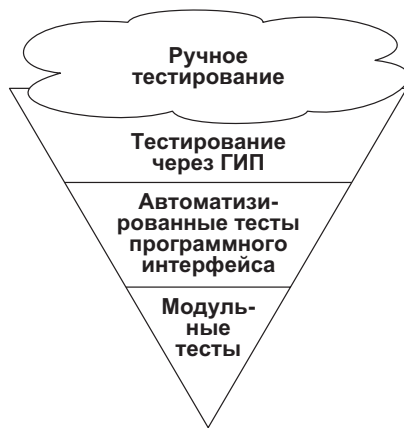 Ручное
тестирование
Тестирование
через ГИП
Автоматизи-
рованные тесты
программного
интерфейса
Модуль-
ные
тесты